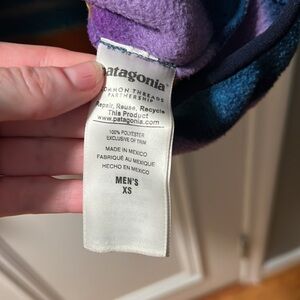 patagonia
COMMON THREADS
PARTNERSHIP
Repair, Reuse, Recycle
This Product
www.patagonia.com
100% POLYESTER
EXCLUSIVE OF TRIM
MADE IN MEXICO
FABRIQUÉ AU MEXIQUE
HECHO EN MEXICO
MEN'S
XS